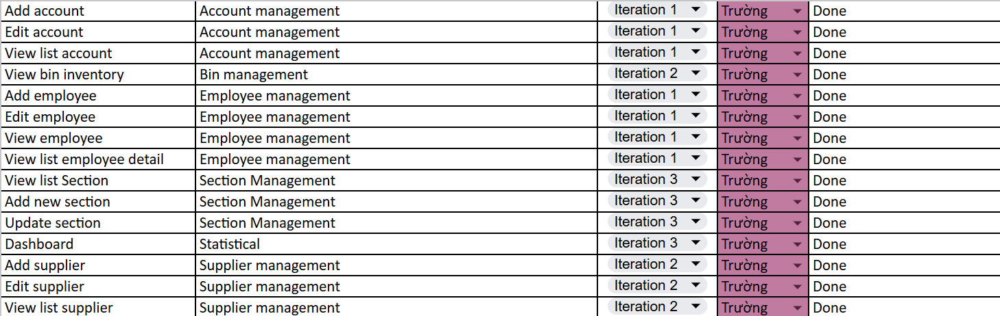 Add account Account management Iteration 1 Trường Done
Edit account Account management Iteration 1 Trường Done
View list account Account management Iteration 1 Trường Done
View bin inventory Bin management Iteration 2 Trường Done
Add employee Employee management Iteration 1 Trường Done
Edit employee Employee management Iteration 1 Trường Done
View employee Employee management Iteration 1 Trường Done
View list employee detail Employee management Iteration 1 Trường Done
View list Section Section Management Iteration 3 Trường Done
Add new section Section Management Iteration 3 Trường Done
Update section Section Management Iteration 3 Trường Done
Dashboard Statistical Iteration 3 Trường Done
Add supplier Supplier management Iteration 2 Trường Done
Edit supplier Supplier management Iteration 2 Trường Done
View list supplier Supplier management Iteration 2 Trường Done